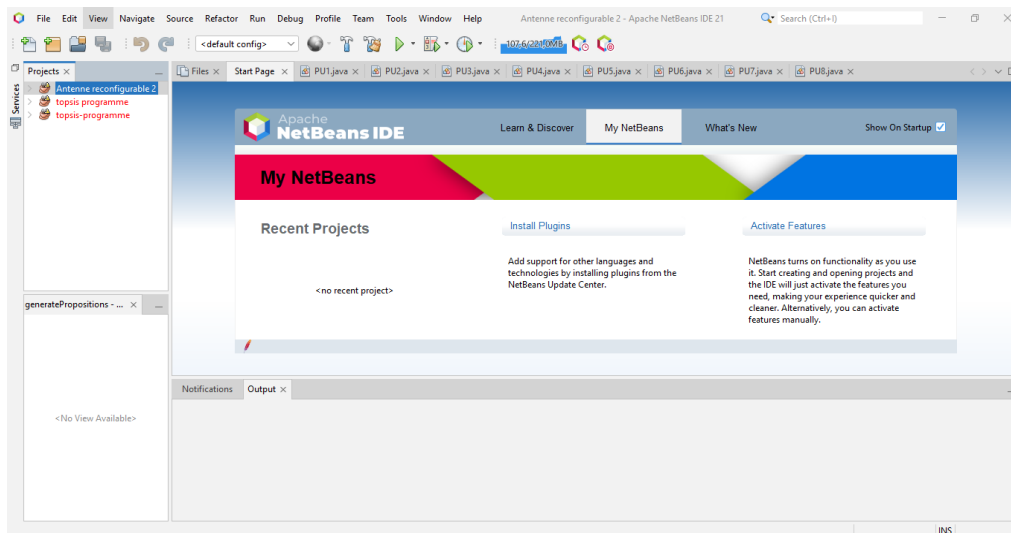 File Edit View Navigate Source Refactor Run Debug Profile Team Tools Window Help Antenne reconfigurable 2 - Apache NetBeans IDE 21 Search (Ctrl+I)
<default config> 107,6/221,0MB
Projects Files Start Page PU1.java PU2.java PU3.java PU4.java PU5.java PU6.java PU7.java PU8.java
Services
Antenne reconfigurable 2
topsis programme
topsis-programme
Apache
NetBeans IDE
Learn & Discover My NetBeans What's New Show On Startup
My NetBeans
Recent Projects
<no recent project>
Install Plugins
Add support for other languages and
technologies by installing plugins from the
NetBeans Update Center.
Activate Features
NetBeans turns on functionality as you use
it. Start creating and opening projects and
the IDE will just activate the features you
need, making your experience quicker and
cleaner. Alternatively, you can activate
features manually.
generatePropositions - ...
<No View Available>
Notifications Output
INS